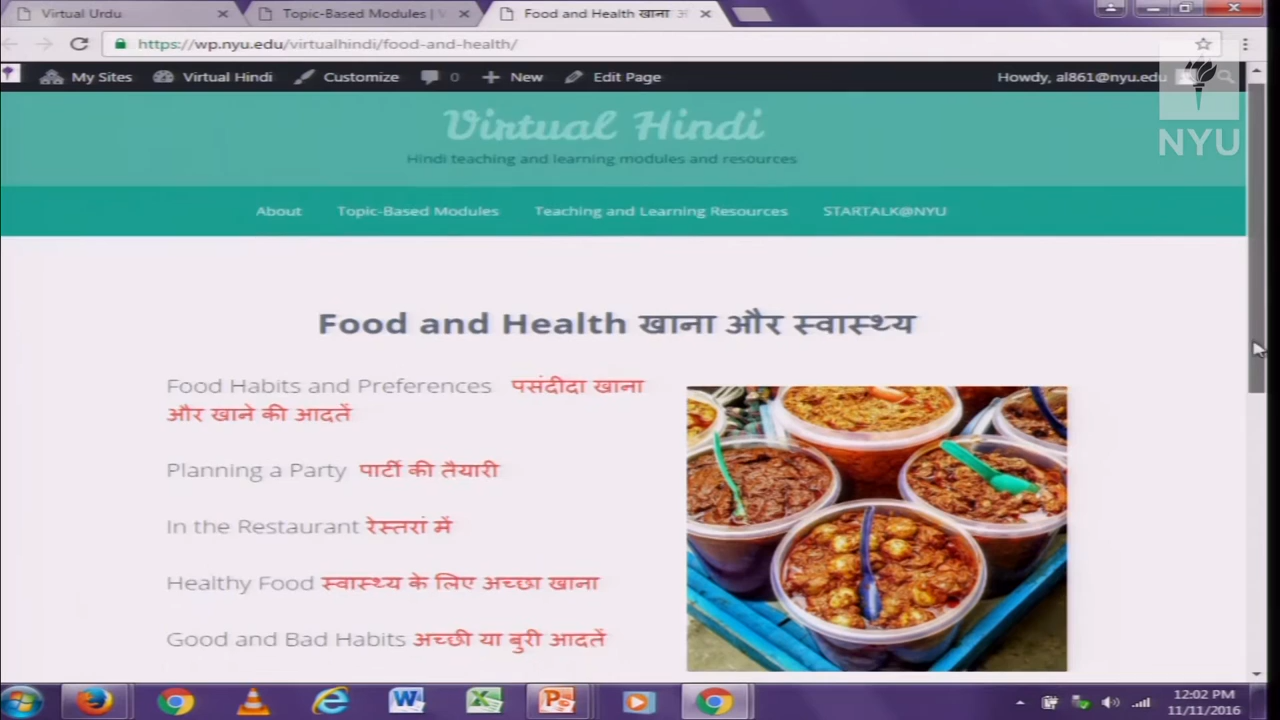 Virtual Urdu
Topic-Based Modules | V
Food and Health खाना अ
https://wp.nyu.edu/virtualhindi/food-and-health/
My Sites Virtual Hindi Customize 0 New Edit Page Howdy, al861@nyu.edu
NYU
Virtual Hindi
Hindi teaching and learning modules and resources
About Topic-Based Modules Teaching and Learning Resources STARTALK@NYU
Food and Health खाना और स्वास्थ्य
Food Habits and Preferences पसंदीदा खाना
और खाने की आदतें
Planning a Party पार्टी की तैयारी
In the Restaurant रेस्तरां में
Healthy Food स्वास्थ्य के लिए अच्छा खाना
Good and Bad Habits अच्छी या बुरी आदतें
12:02 PM
11/11/2016